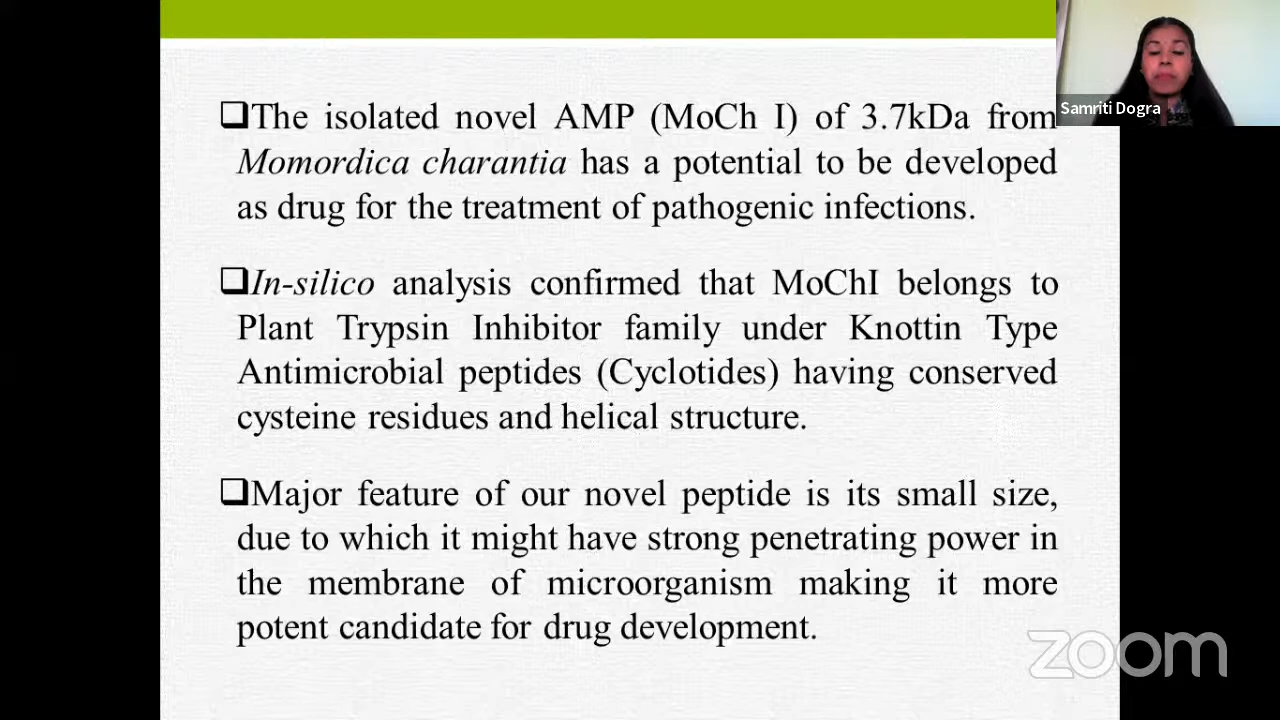 ❑The isolated novel AMP (MoCh I) of 3.7kDa from
Momordica charantia has a potential to be developed
as drug for the treatment of pathogenic infections.
❑In-silico analysis confirmed that MoChI belongs to
Plant Trypsin Inhibitor family under Knottin Type
Antimicrobial peptides (Cyclotides) having conserved
cysteine residues and helical structure.
❑Major feature of our novel peptide is its small size,
due to which it might have strong penetrating power in
the membrane of microorganism making it more
potent candidate for drug development.
Samriti Dogra
zoom